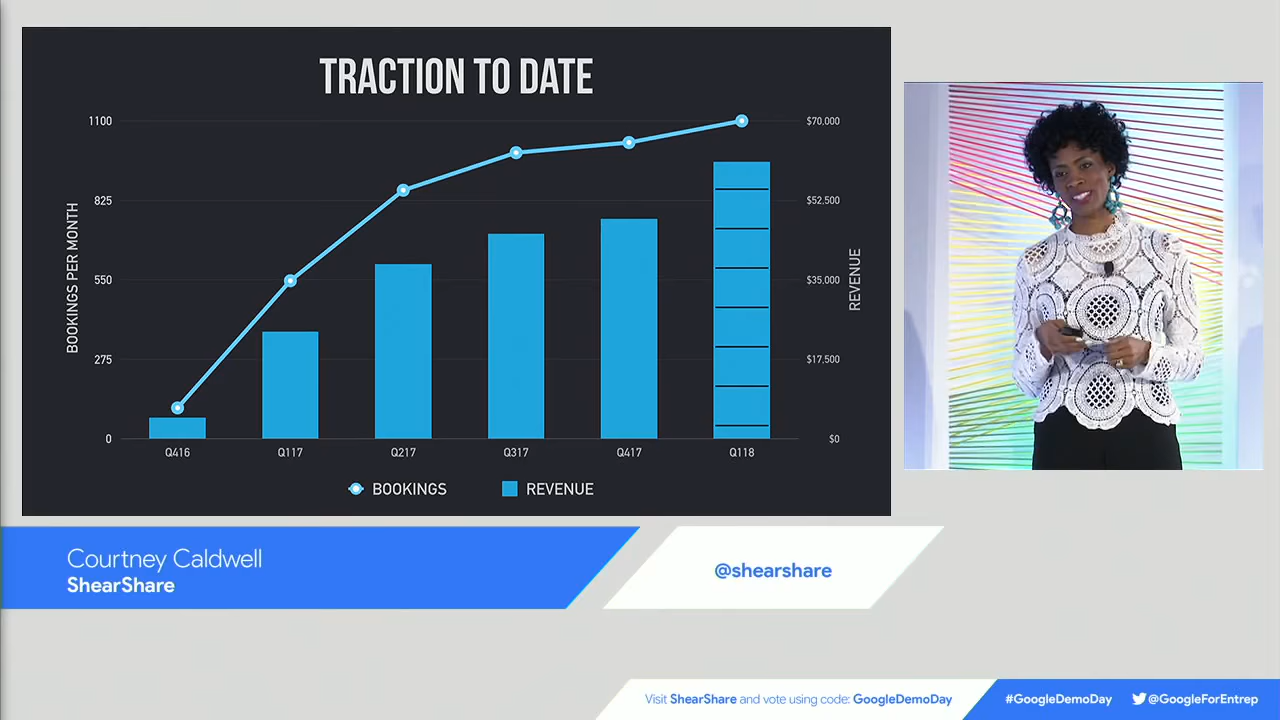 TRACTION TO DATE
1100
825
550
275
0
BOOKINGS PER MONTH
$70,000
$52,500
$35,000
$17,500
$0
REVENUE
Q416 Q117 Q217 Q317 Q417 Q118
BOOKINGS REVENUE
Courtney Caldwell
ShearShare
@shearshare
Visit ShearShare and vote using code: GoogleDemoDay
#GoogleDemoDay @GoogleForEntrep